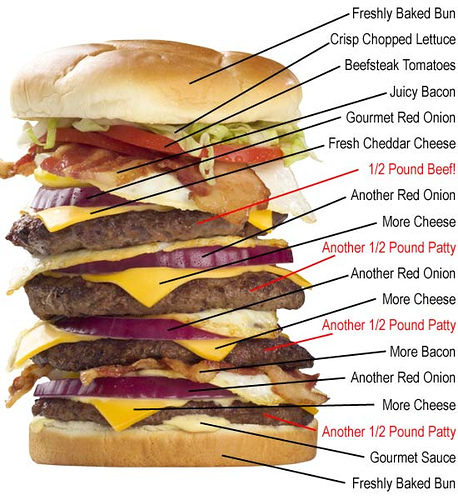 Freshly Baked Bun
Crisp Chopped Lettuce
Beefsteak Tomatoes
Juicy Bacon
Gourmet Red Onion
Fresh Cheddar Cheese
1/2 Pound Beef!
Another Red Onion
More Cheese
Another 1/2 Pound Patty
Another Red Onion
More Cheese
Another 1/2 Pound Patty
More Bacon
Another Red Onion
More Cheese
Another 1/2 Pound Patty
Gourmet Sauce
Freshly Baked Bun